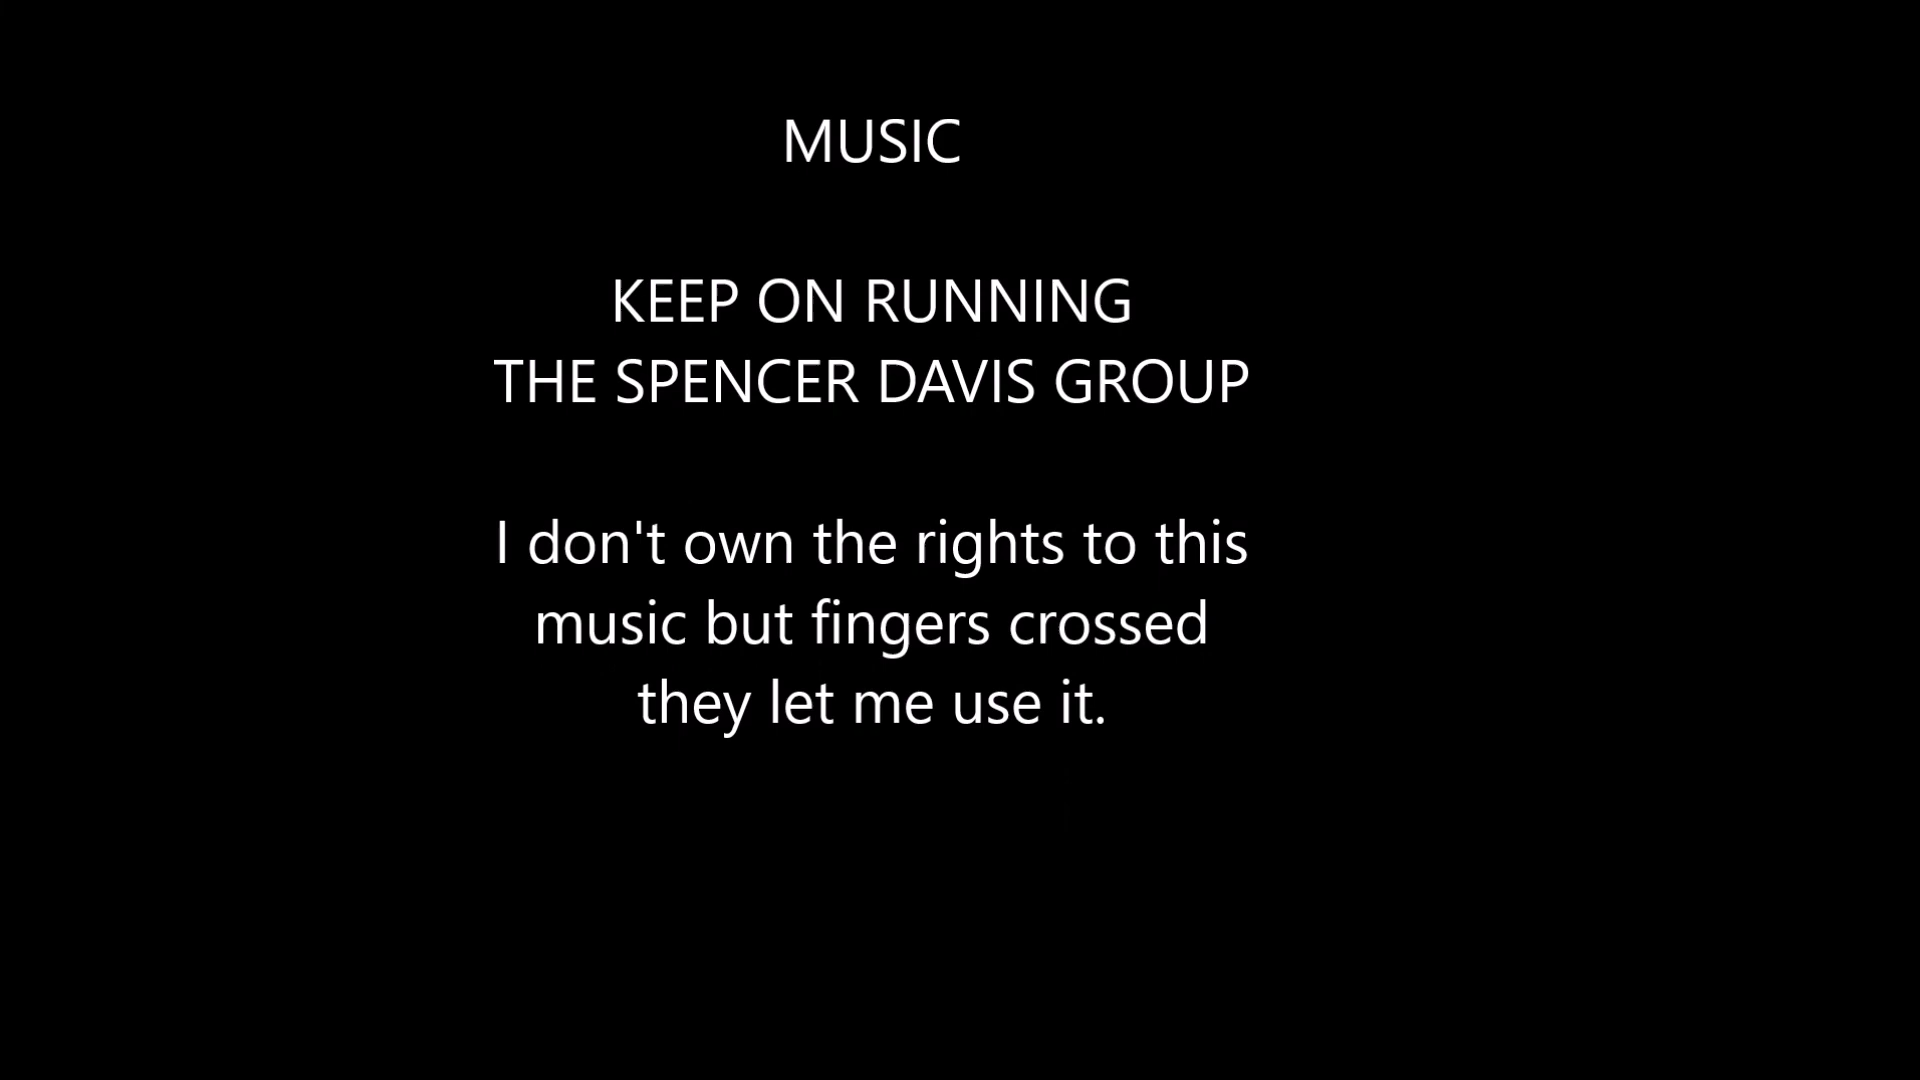 MUSIC
KEEP ON RUNNING
THE SPENCER DAVIS GROUP
I don't own the rights to this
music but fingers crossed
they let me use it.